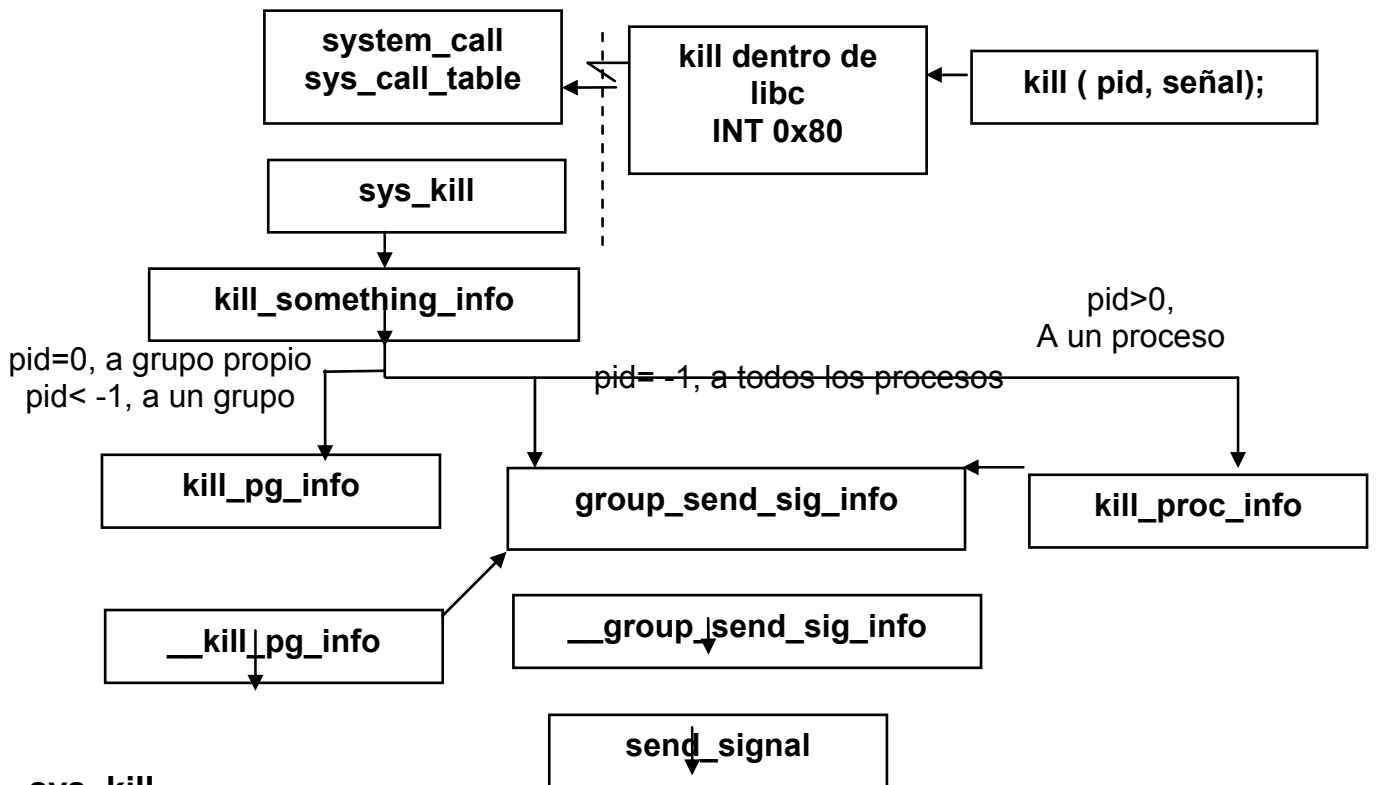 system_call
sys_call_table
kill dentro de
libc
INT 0x80
kill ( pid, señal);
sys_kill
kill_something_info
pid>0,
A un proceso
pid=0, a grupo propio
pid< -1, a un grupo
pid= -1, a todos los procesos
kill_pg_info
group_send_sig_info
kill_proc_info
__kill_pg_info
__group_send_sig_info
send_signal
sys_kill